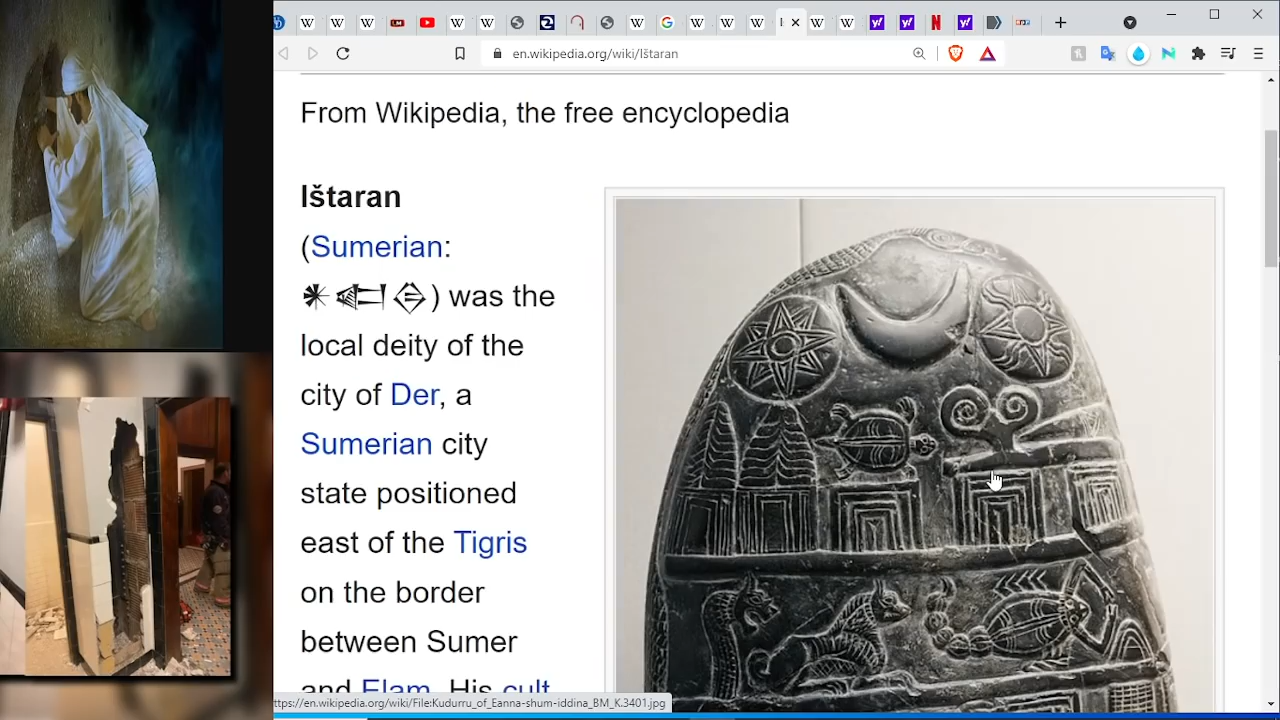 en.wikipedia.org/wiki/Ištaran
From Wikipedia, the free encyclopedia
Ištaran
(Sumerian:
𒀭𒅗𒁲) was the
local deity of the
city of Der, a
Sumerian city
state positioned
east of the Tigris
on the border
between Sumer
and Elam. His cult
ttps://en.wikipedia.org/wiki/File:Kudurru_of_Eanna-shum-iddina_BM_K.3401.jpg